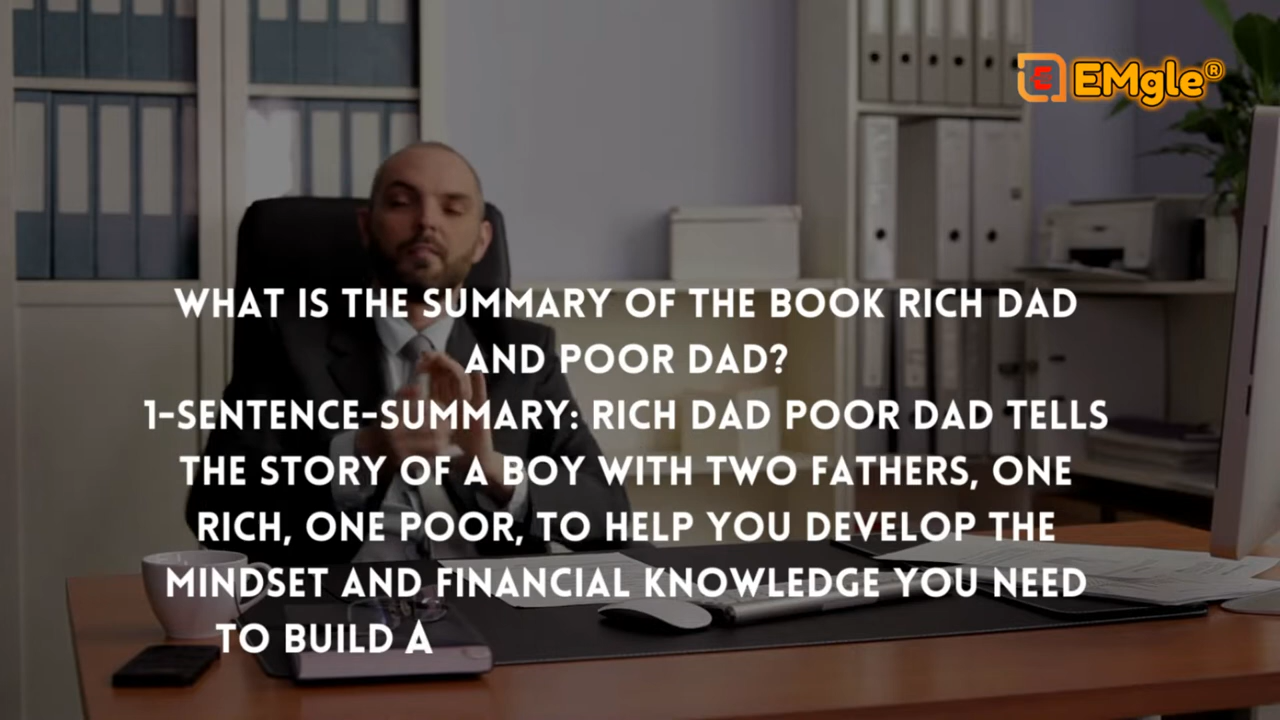 EMgle®
WHAT IS THE SUMMARY OF THE BOOK RICH DAD
AND POOR DAD?
1-SENTENCE-SUMMARY: RICH DAD POOR DAD TELLS
THE STORY OF A BOY WITH TWO FATHERS, ONE
RICH, ONE POOR, TO HELP YOU DEVELOP THE
MINDSET AND FINANCIAL KNOWLEDGE YOU NEED
TO BUILD A